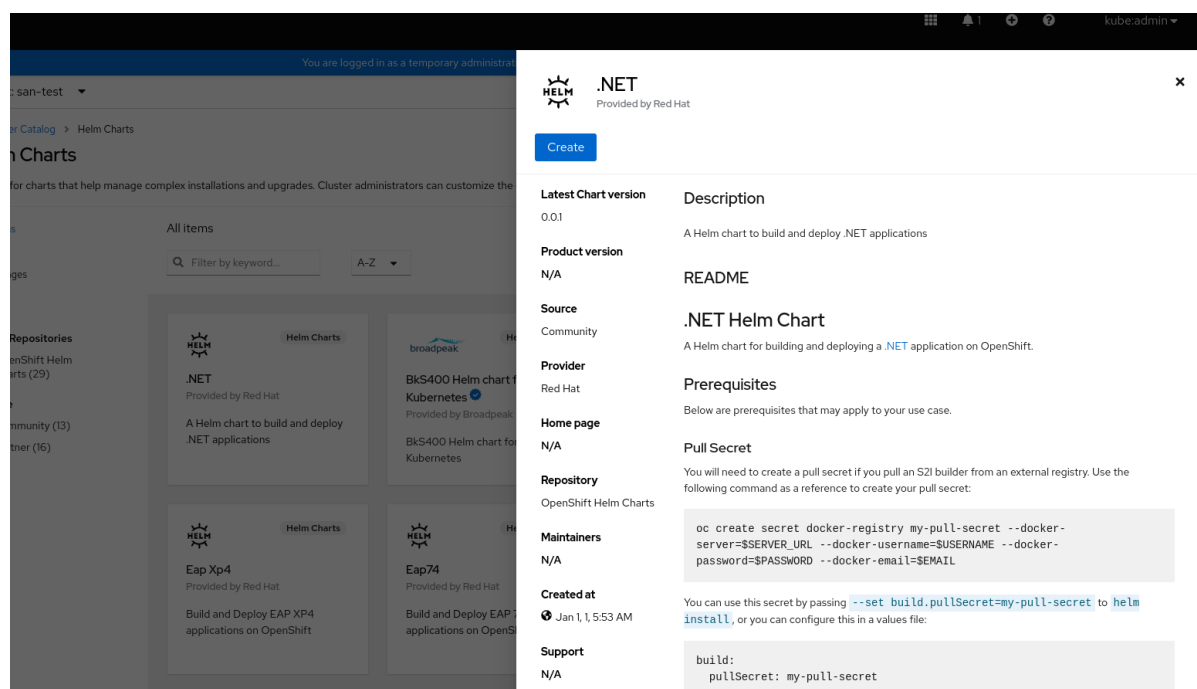 1
kube:admin
You are logged in as a temporary administrat
: san-test
er Catalog > Helm Charts
n Charts
for charts that help manage complex installations and upgrades. Cluster administrators can customize the
s
All items
Filter by keyword...
A-Z
ges
Repositories
enShift Helm
arts (29)
mmunity (13)
tner (16)
HELM
Helm Charts
.NET
Provided by Red Hat
A Helm chart to build and deploy
.NET applications
broadpeak
He
BkS400 Helm chart f
Kubernetes
Provided by Broadpeak
BkS400 Helm chart for
Kubernetes
HELM
Helm Charts
Eap Xp4
Provided by Red Hat
Build and Deploy EAP XP4
applications on OpenShift
HELM
He
Eap74
Provided by Red Hat
Build and Deploy EAP 7
applications on OpenS
HELM
.NET
Provided by Red Hat
Create
Latest Chart version
0.0.1
Product version
N/A
Source
Community
Provider
Red Hat
Home page
N/A
Repository
OpenShift Helm Charts
Maintainers
N/A
Created at
Jan 1, 1, 5:53 AM
Support
N/A
Description
A Helm chart to build and deploy .NET applications
README
.NET Helm Chart
A Helm chart for building and deploying a .NET application on OpenShift.
Prerequisites
Below are prerequisites that may apply to your use case.
Pull Secret
You will need to create a pull secret if you pull an S2I builder from an external registry. Use the
following command as a reference to create your pull secret:
oc create secret docker-registry my-pull-secret --docker-
server=$SERVER_URL --docker-username=$USERNAME --docker-
password=$PASSWORD --docker-email=$EMAIL
You can use this secret by passing --set build.pullSecret=my-pull-secret to helm
install, or you can configure this in a values file:
build:
  pullSecret: my-pull-secret